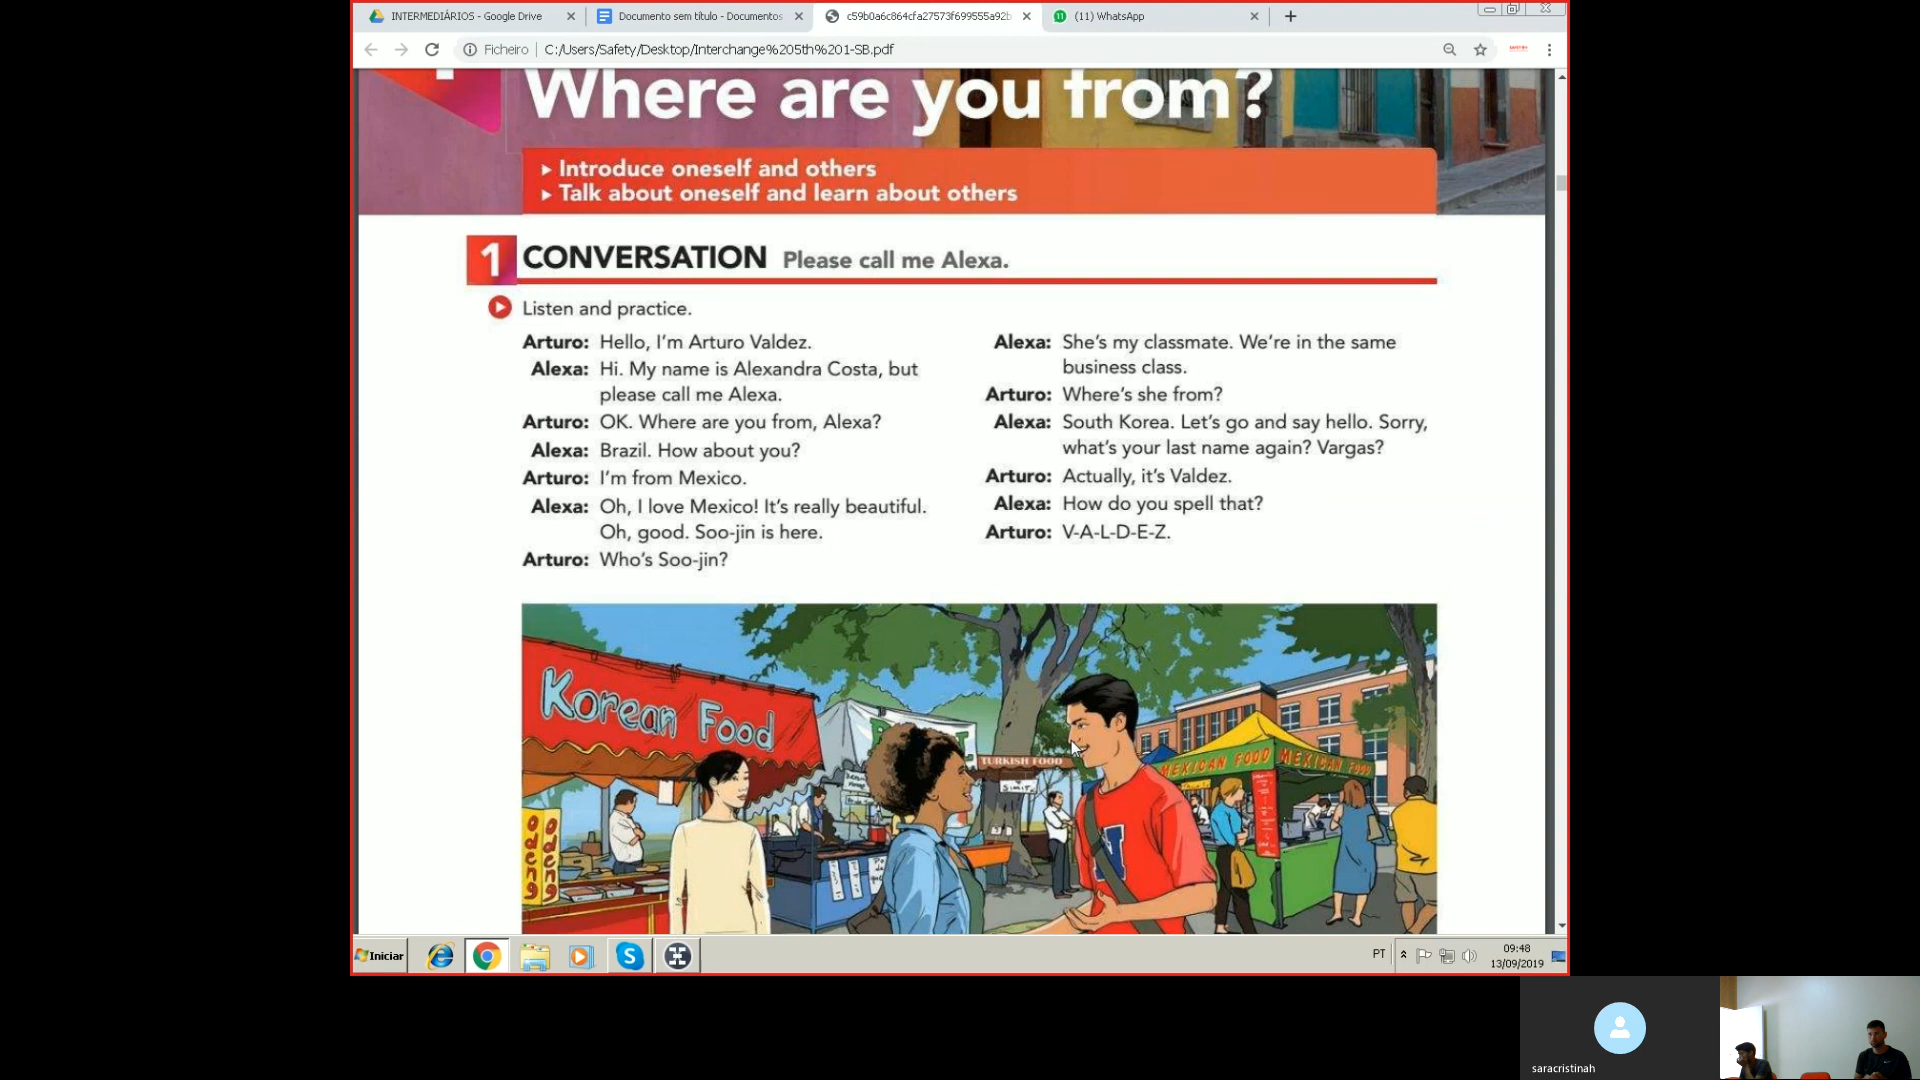 INTERMEDIÁRIOS - Google Drive
Documento sem título - Documentos
c59b0a6c864cfa27573f699555a92b
(11) WhatsApp
Ficheiro
C:/Users/Safety/Desktop/Interchange%205th%201-SB.pdf
Where are you from?
▸ Introduce oneself and others
▸ Talk about oneself and learn about others
1 CONVERSATION Please call me Alexa.
Listen and practice.
Arturo: Hello, I'm Arturo Valdez.
Alexa: Hi. My name is Alexandra Costa, but
please call me Alexa.
Arturo: OK. Where are you from, Alexa?
Alexa: Brazil. How about you?
Arturo: I'm from Mexico.
Alexa: Oh, I love Mexico! It's really beautiful.
Oh, good. Soo-jin is here.
Arturo: Who's Soo-jin?
Alexa: She's my classmate. We're in the same
business class.
Arturo: Where's she from?
Alexa: South Korea. Let's go and say hello. Sorry,
what's your last name again? Vargas?
Arturo: Actually, it's Valdez.
Alexa: How do you spell that?
Arturo: V-A-L-D-E-Z.
Korean Food
TURKISH FOOD
MEXICAN FOOD MEXICAN FOOD
odeng
odeng
Iniciar
PT
09:48
13/09/2019
saracristinah